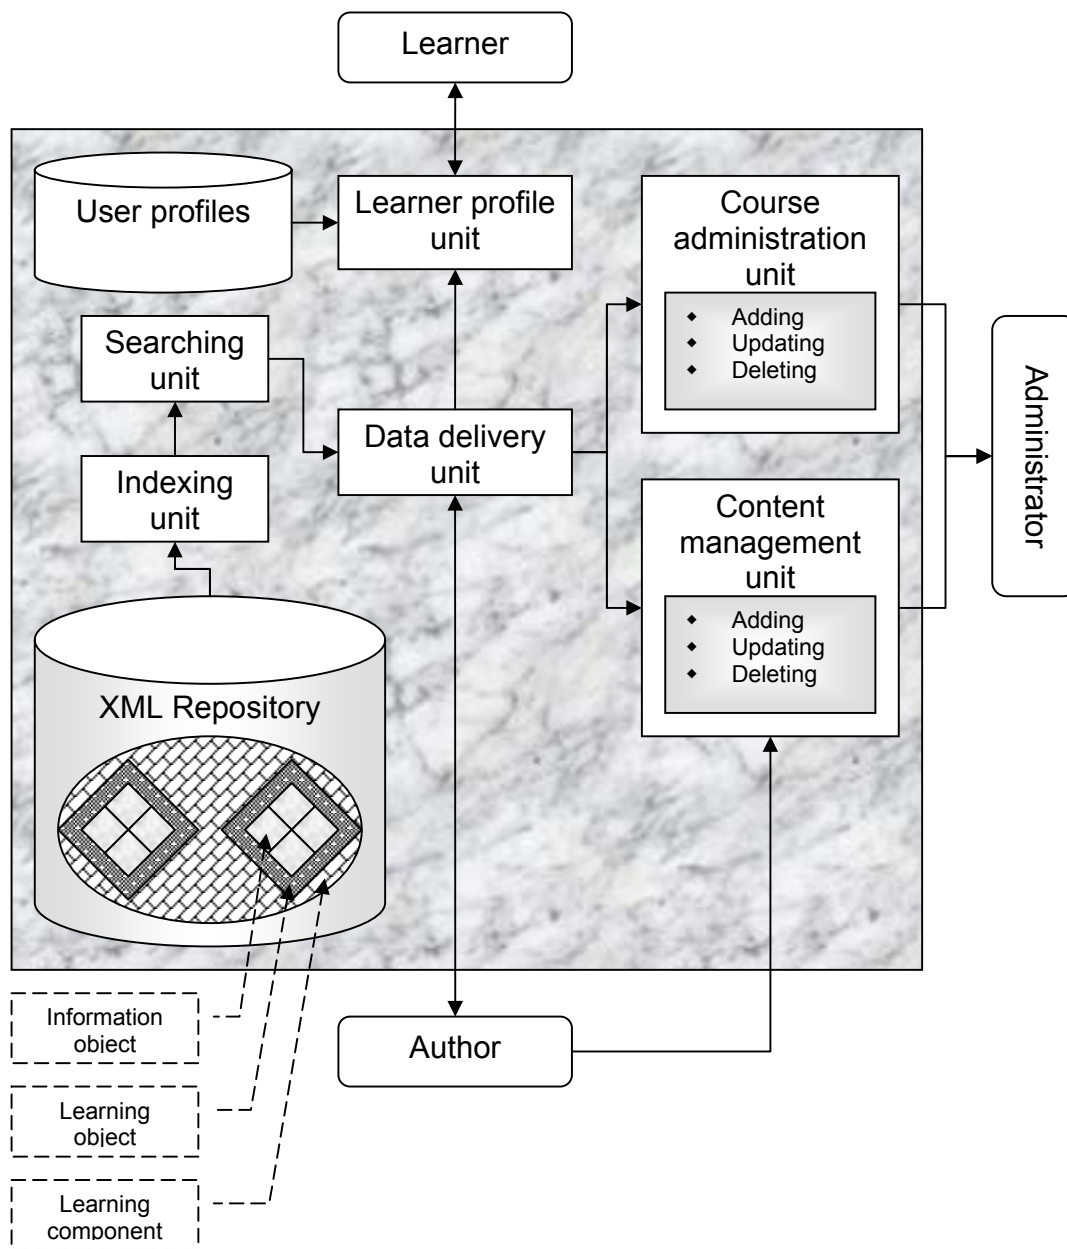 Learner
User profiles
Learner profile
unit
Course
administration
unit
◆ Adding
◆ Updating
◆ Deleting
Searching
unit
Data delivery
unit
Indexing
unit
Content
management
unit
◆ Adding
◆ Updating
◆ Deleting
Administrator
XML Repository
Information
object
Author
Learning
object
Learning
component